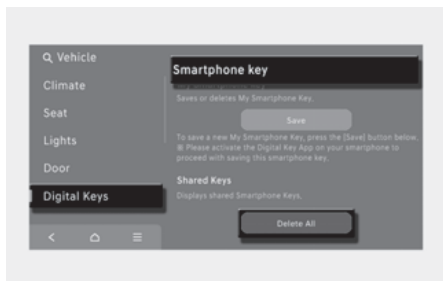 Vehicle
Climate
Seat
Lights
Door
Digital Keys
Smartphone key
Saves or deletes My Smartphone Key.
Save
To save a new My Smartphone Key, press the [Save] button below.
※ Please activate the Digital Key App on your smartphone to
proceed with saving this smartphone key.
Shared Keys
Displays shared Smartphone Keys.
Delete All